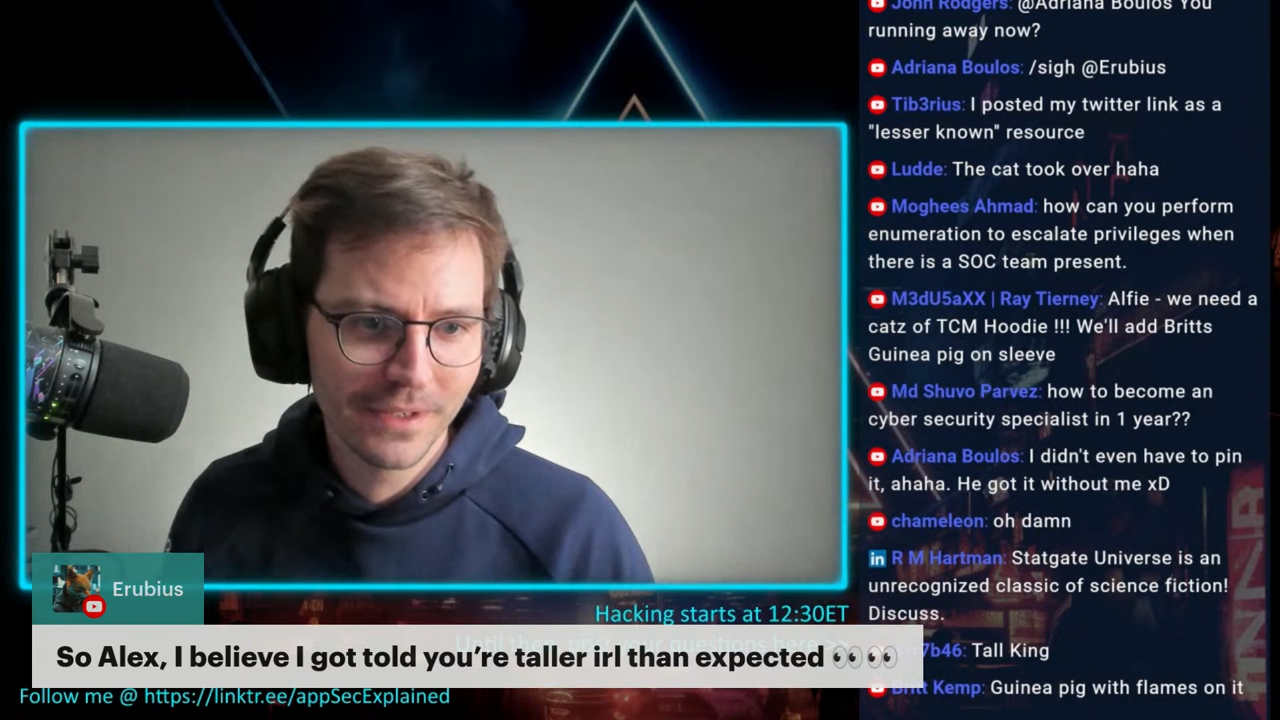 John Rodgers: @Adriana Boulos You
running away now?
Adriana Boulos: /sigh @Erubius
Tib3rius: I posted my twitter link as a
"lesser known" resource
Ludde: The cat took over haha
Moghees Ahmad: how can you perform
enumeration to escalate privileges when
there is a SOC team present.
M3dU5aXX | Ray Tierney: Alfie - we need a
catz of TCM Hoodie !!! We'll add Britts
Guinea pig on sleeve
Md Shuvo Parvez: how to become an
cyber security specialist in 1 year??
Adriana Boulos: I didn't even have to pin
it, ahaha. He got it without me xD
chameleon: oh damn
R M Hartman: Statgate Universe is an
unrecognized classic of science fiction!
Discuss.
7b46: Tall King
Britt Kemp: Guinea pig with flames on it
Erubius
Hacking starts at 12:30ET
Until then, post your questions here >>
So Alex, I believe I got told you're taller irl than expected 👀👀
Follow me @ https://linktr.ee/appSecExplained